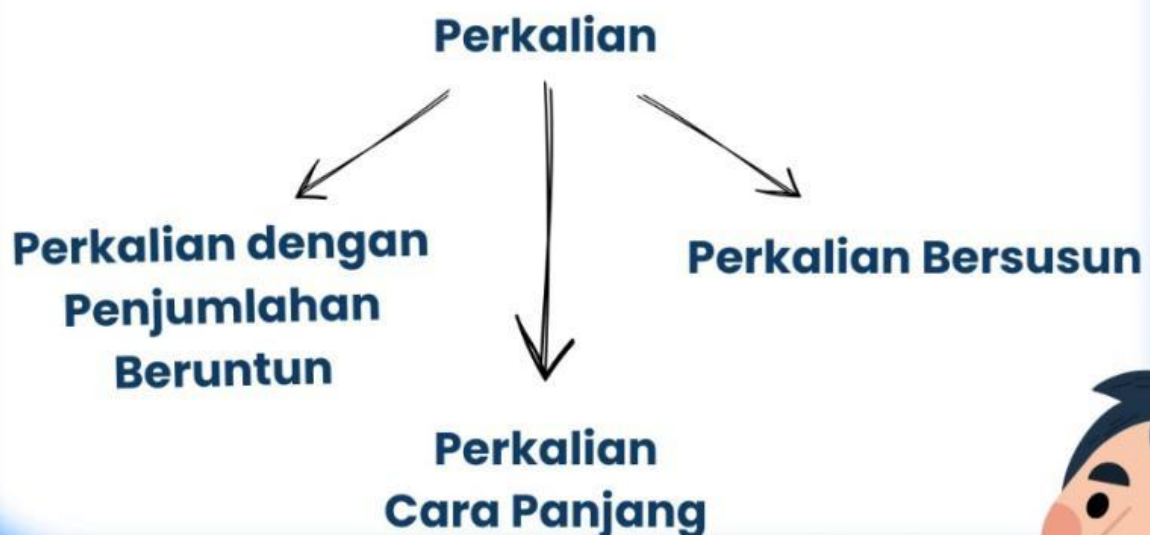 Perkalian
Perkalian dengan
Penjumlahan
Beruntun
Perkalian Bersusun
Perkalian
Cara Panjang